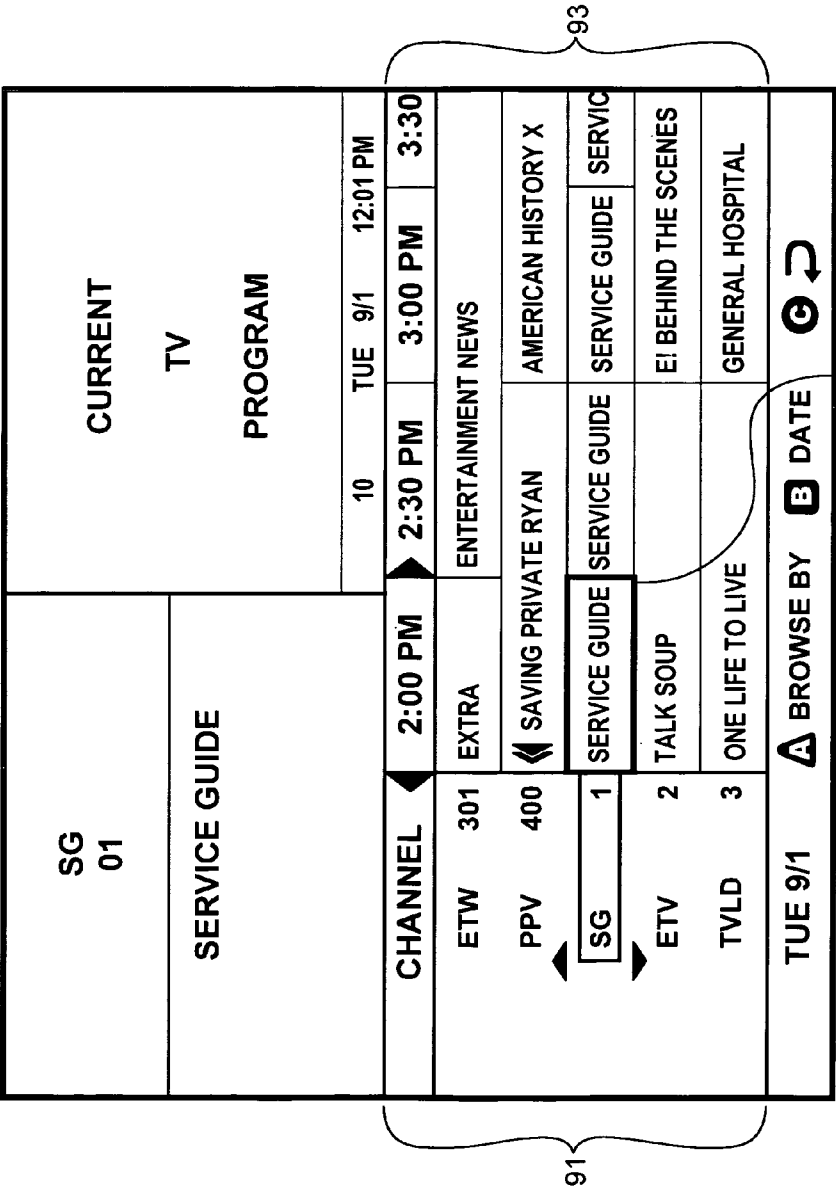 SG
01
SERVICE GUIDE
CURRENT
TV
PROGRAM
10 TUE 9/1 12:01 PM
CHANNEL 2:00 PM 2:30 PM 3:00 PM 3:30
ETW 301 EXTRA ENTERTAINMENT NEWS
PPV 400 SAVING PRIVATE RYAN AMERICAN HISTORY X
SG 1 SERVICE GUIDE SERVICE GUIDE SERVICE GUIDE SERVIC
ETV 2 TALK SOUP E! BEHIND THE SCENES
TVLD 3 ONE LIFE TO LIVE GENERAL HOSPITAL
TUE 9/1 A BROWSE BY B DATE C
91
93